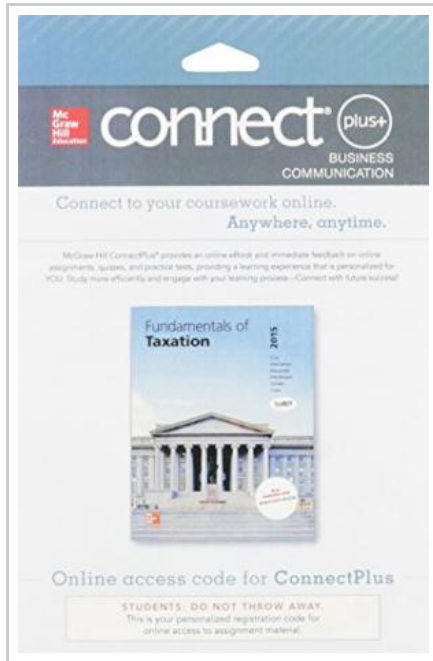 Mc
Graw
Hill
Education
connect® plus+
BUSINESS
COMMUNICATION
Connect to your coursework online.
Anywhere, anytime.
McGraw Hill ConnectPlus® provides an online eBook and immediate feedback on online
assignments, quizzes, and practice tests, providing a learning experience that is personalized for
YOU. Study more efficiently and engage with your learning process—Connect with future success!
Fundamentals of
Taxation
2015
Online access code for ConnectPlus
STUDENTS: DO NOT THROW AWAY.
This is your personalized registration code for
online access to assignment material.